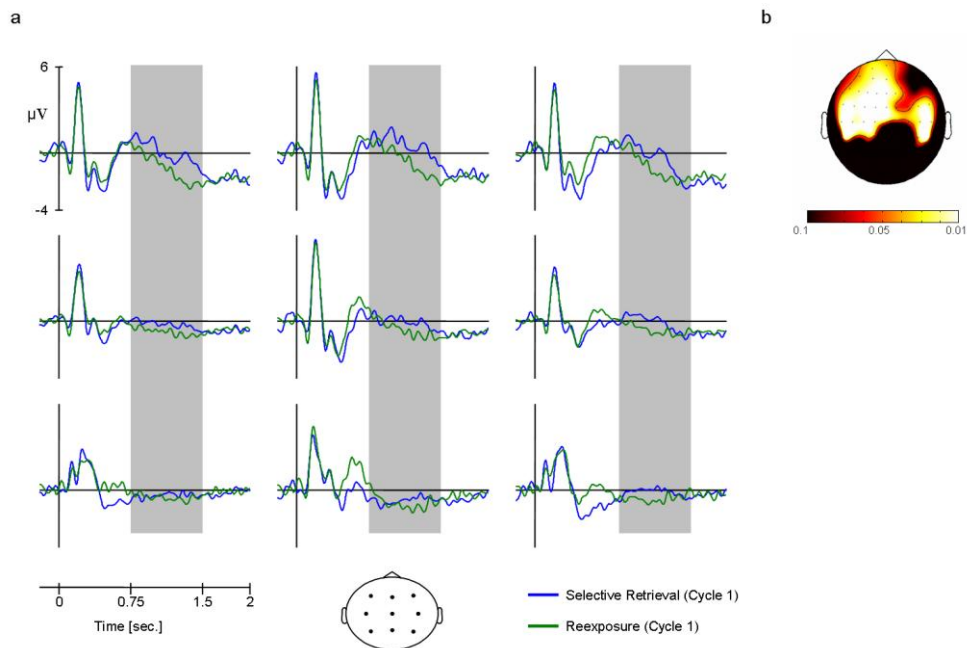 a
b
6
µV
-4
0.1 0.05 0.01
0 0.75 1.5 2
Time [sec.]
Selective Retrieval (Cycle 1)
Reexposure (Cycle 1)